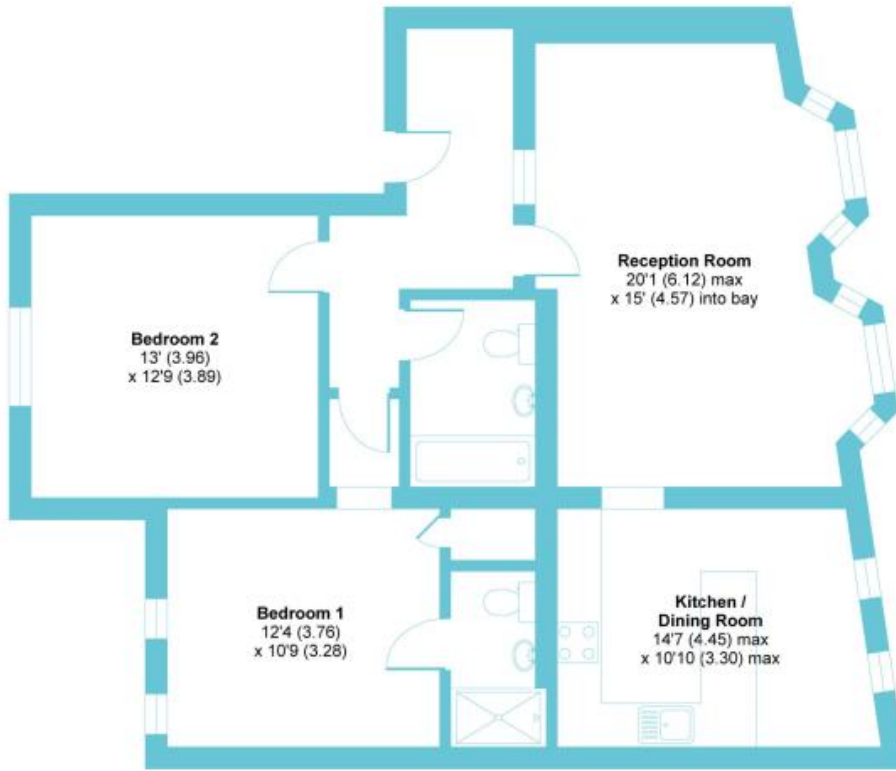 Reception Room
20'1 (6.12) max
x 15' (4.57) into bay
Bedroom 2
13' (3.96)
x 12'9 (3.89)
Bedroom 1
12'4 (3.76)
x 10'9 (3.28)
Kitchen /
Dining Room
14'7 (4.45) max
x 10'10 (3.30) max